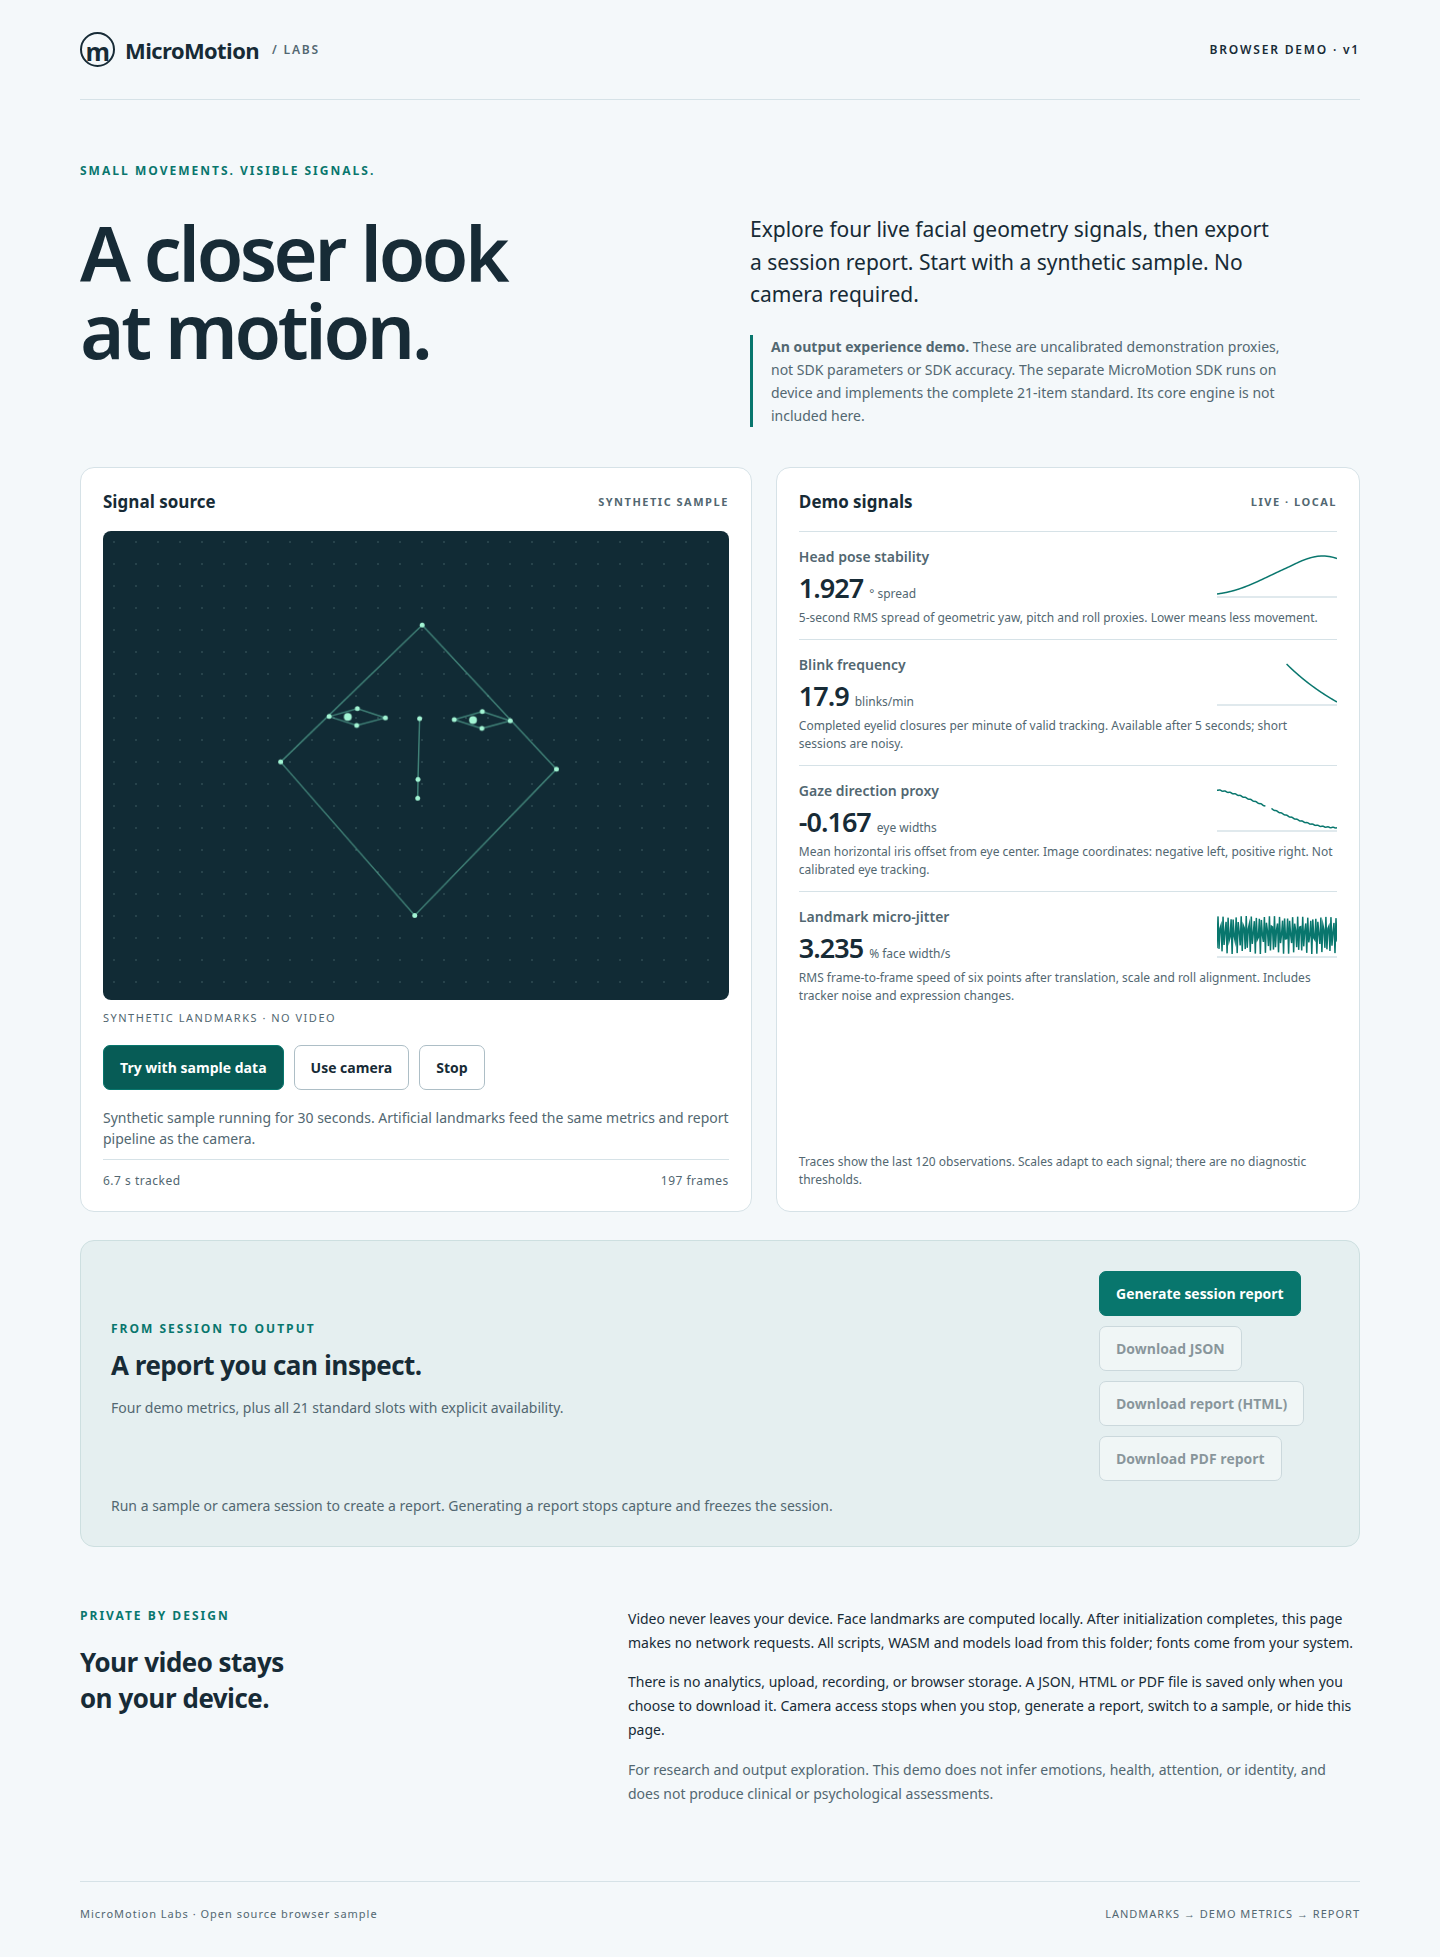 m MicroMotion / LABS
BROWSER DEMO · v1
SMALL MOVEMENTS. VISIBLE SIGNALS.
A closer look
at motion.
Explore four live facial geometry signals, then export
a session report. Start with a synthetic sample. No
camera required.
An output experience demo. These are uncalibrated demonstration proxies,
not SDK parameters or SDK accuracy. The separate MicroMotion SDK runs on
device and implements the complete 21-item standard. Its core engine is not
included here.
Signal source
SYNTHETIC SAMPLE
SYNTHETIC LANDMARKS · NO VIDEO
Try with sample data
Use camera
Stop
Synthetic sample running for 30 seconds. Artificial landmarks feed the same metrics and report
pipeline as the camera.
6.7 s tracked
197 frames
Demo signals
LIVE · LOCAL
Head pose stability
1.927 ° spread
5-second RMS spread of geometric yaw, pitch and roll proxies. Lower means less movement.
Blink frequency
17.9 blinks/min
Completed eyelid closures per minute of valid tracking. Available after 5 seconds; short
sessions are noisy.
Gaze direction proxy
-0.167 eye widths
Mean horizontal iris offset from eye center. Image coordinates: negative left, positive right. Not
calibrated eye tracking.
Landmark micro-jitter
3.235 % face width/s
RMS frame-to-frame speed of six points after translation, scale and roll alignment. Includes
tracker noise and expression changes.
Traces show the last 120 observations. Scales adapt to each signal; there are no diagnostic
thresholds.
FROM SESSION TO OUTPUT
A report you can inspect.
Four demo metrics, plus all 21 standard slots with explicit availability.
Generate session report
Download JSON
Download report (HTML)
Download PDF report
Run a sample or camera session to create a report. Generating a report stops capture and freezes the session.
PRIVATE BY DESIGN
Your video stays
on your device.
Video never leaves your device. Face landmarks are computed locally. After initialization completes, this page
makes no network requests. All scripts, WASM and models load from this folder; fonts come from your system.
There is no analytics, upload, recording, or browser storage. A JSON, HTML or PDF file is saved only when you
choose to download it. Camera access stops when you stop, generate a report, switch to a sample, or hide this
page.
For research and output exploration. This demo does not infer emotions, health, attention, or identity, and
does not produce clinical or psychological assessments.
MicroMotion Labs · Open source browser sample
LANDMARKS → DEMO METRICS → REPORT